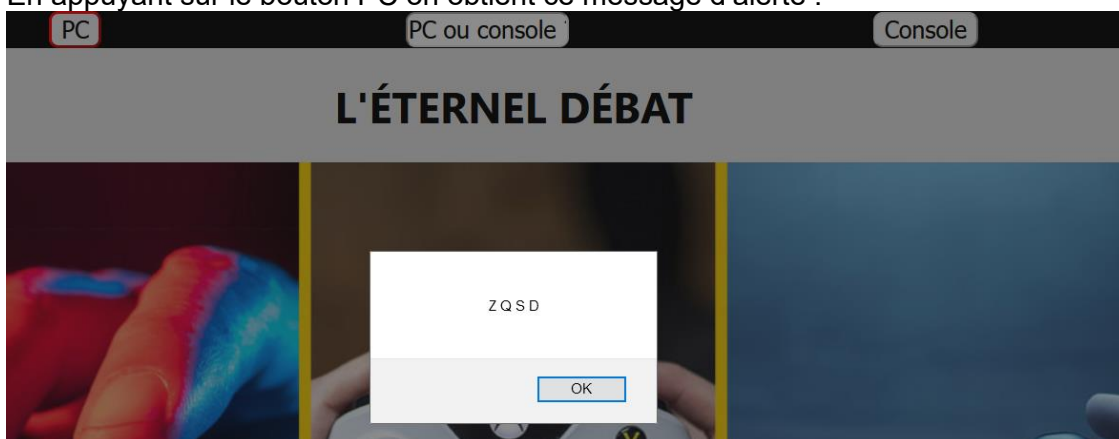 En appuyant sur le bouton PC on obtient ce message d'alerte :
PC
PC ou console
Console
L'ÉTERNEL DÉBAT
Z Q S D
OK